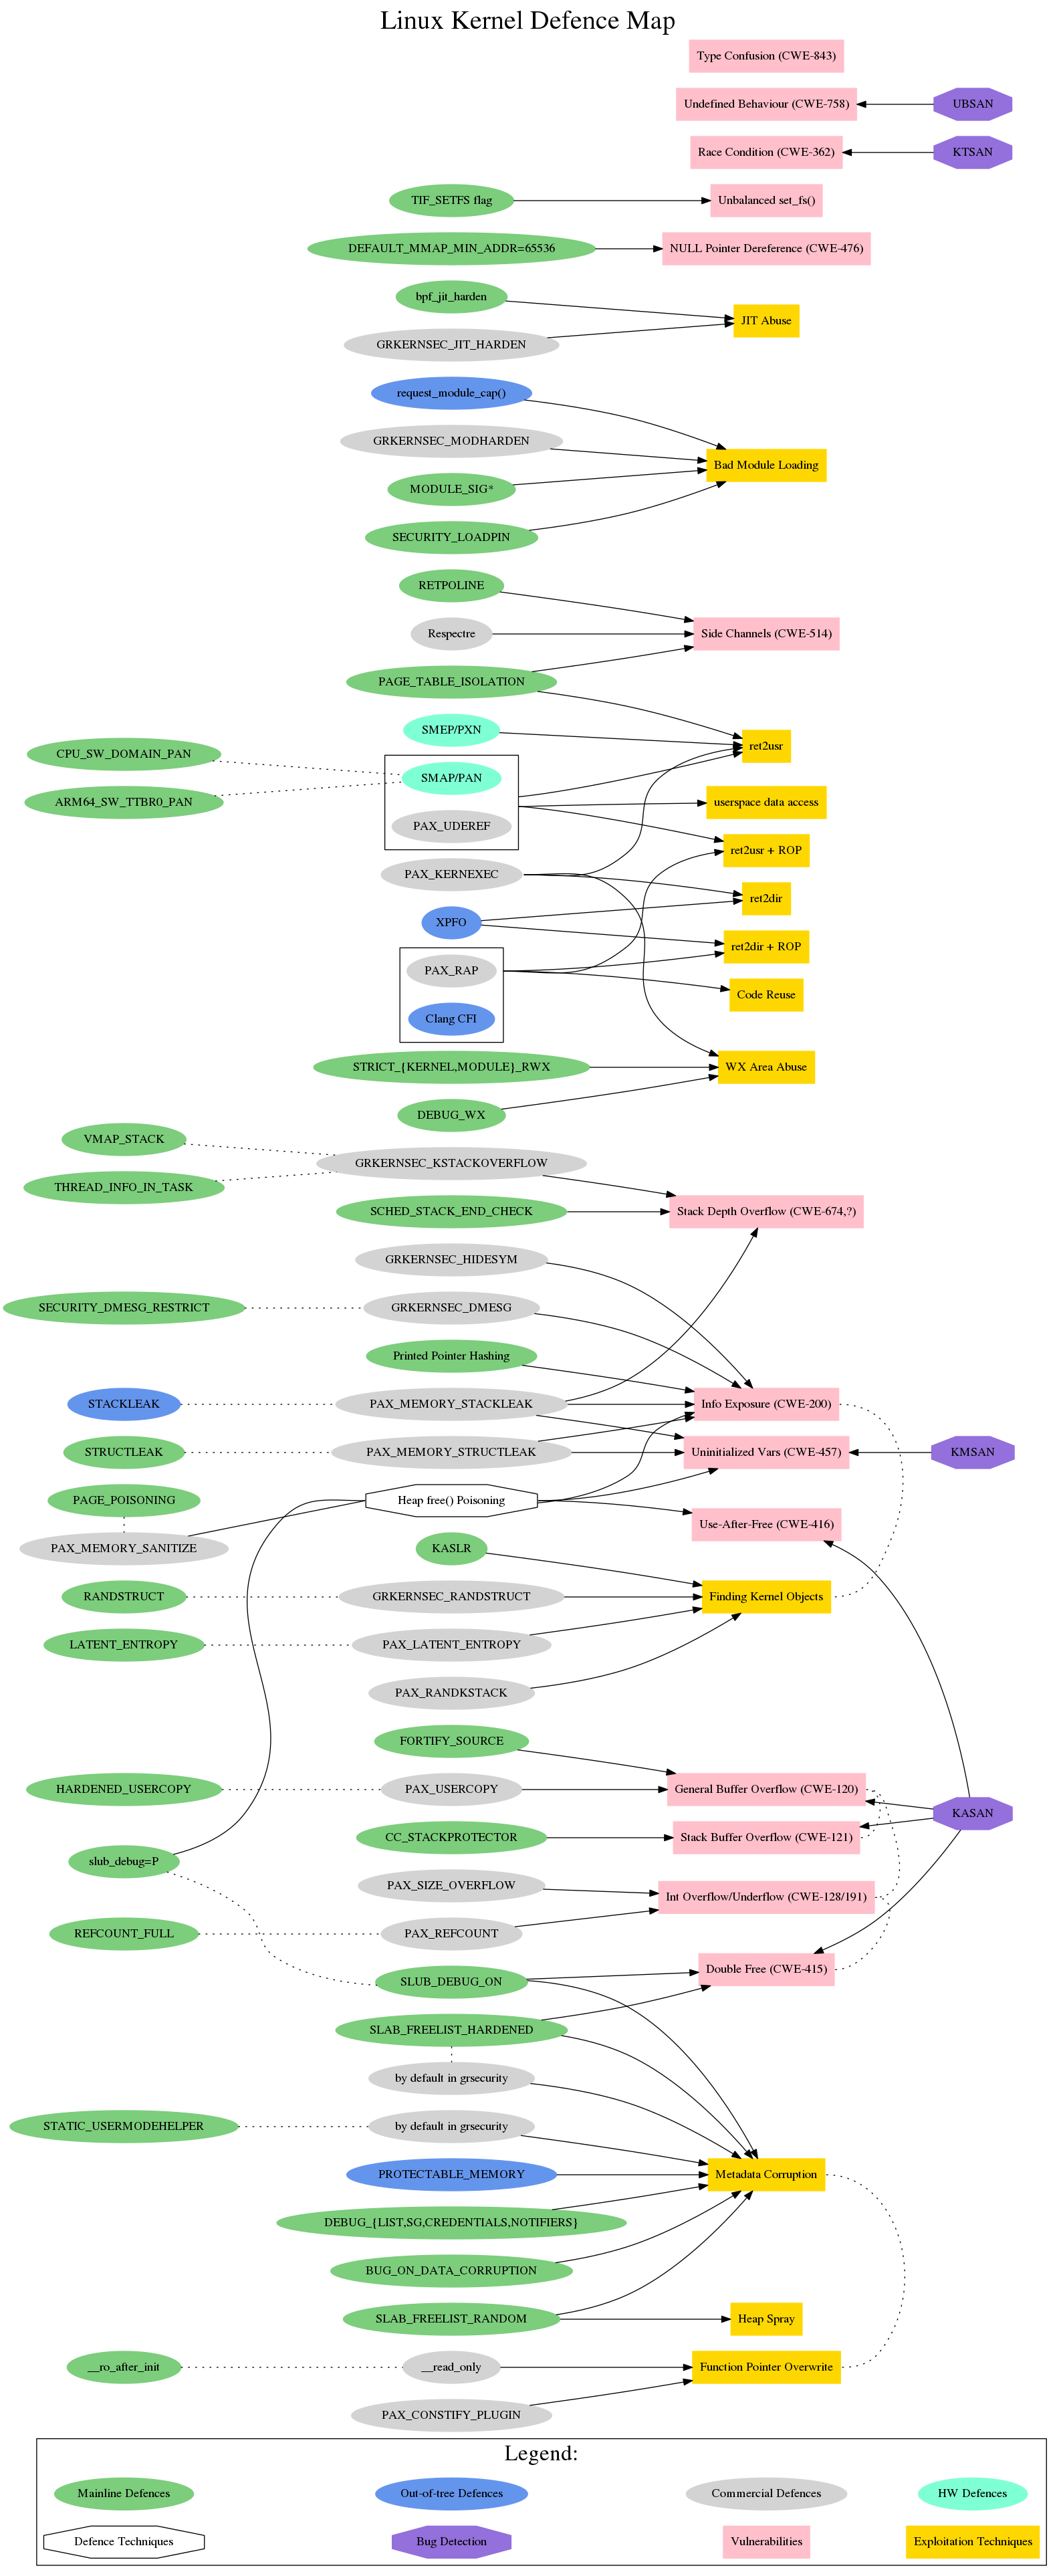 Linux Kernel Defence Map
Type Confusion (CWE-843)
Undefined Behaviour (CWE-758)
UBSAN
Race Condition (CWE-362)
KTSAN
TIF_SETFS flag
Unbalanced set_fs()
DEFAULT_MMAP_MIN_ADDR=65536
NULL Pointer Dereference (CWE-476)
bpf_jit_harden
JIT Abuse
GRKERNSEC_JIT_HARDEN
request_module_cap()
GRKERNSEC_MODHARDEN
Bad Module Loading
MODULE_SIG*
SECURITY_LOADPIN
RETPOLINE
Respectre
Side Channels (CWE-514)
PAGE_TABLE_ISOLATION
SMEP/PXN
ret2usr
CPU_SW_DOMAIN_PAN
SMAP/PAN
ARM64_SW_TTBR0_PAN
userspace data access
PAX_UDEREF
ret2usr + ROP
PAX_KERNEXEC
ret2dir
XPFO
ret2dir + ROP
PAX_RAP
Code Reuse
Clang CFI
STRICT_{KERNEL,MODULE}_RWX
WX Area Abuse
DEBUG_WX
VMAP_STACK
GRKERNSEC_KSTACKOVERFLOW
THREAD_INFO_IN_TASK
SCHED_STACK_END_CHECK
Stack Depth Overflow (CWE-674,?)
GRKERNSEC_HIDESYM
SECURITY_DMESG_RESTRICT
GRKERNSEC_DMESG
Printed Pointer Hashing
STACKLEAK
PAX_MEMORY_STACKLEAK
Info Exposure (CWE-200)
STRUCTLEAK
PAX_MEMORY_STRUCTLEAK
Uninitialized Vars (CWE-457)
KMSAN
PAGE_POISONING
Heap free() Poisoning
Use-After-Free (CWE-416)
PAX_MEMORY_SANITIZE
KASLR
RANDSTRUCT
GRKERNSEC_RANDSTRUCT
Finding Kernel Objects
LATENT_ENTROPY
PAX_LATENT_ENTROPY
PAX_RANDKSTACK
FORTIFY_SOURCE
HARDENED_USERCOPY
PAX_USERCOPY
General Buffer Overflow (CWE-120)
KASAN
CC_STACKPROTECTOR
Stack Buffer Overflow (CWE-121)
slub_debug=P
PAX_SIZE_OVERFLOW
Int Overflow/Underflow (CWE-128/191)
REFCOUNT_FULL
PAX_REFCOUNT
Double Free (CWE-415)
SLUB_DEBUG_ON
SLAB_FREELIST_HARDENED
by default in grsecurity
STATIC_USERMODEHELPER
by default in grsecurity
PROTECTABLE_MEMORY
Metadata Corruption
DEBUG_{LIST,SG,CREDENTIALS,NOTIFIERS}
BUG_ON_DATA_CORRUPTION
SLAB_FREELIST_RANDOM
Heap Spray
__ro_after_init
__read_only
Function Pointer Overwrite
PAX_CONSTIFY_PLUGIN
Legend:
Mainline Defences
Out-of-tree Defences
Commercial Defences
HW Defences
Defence Techniques
Bug Detection
Vulnerabilities
Exploitation Techniques